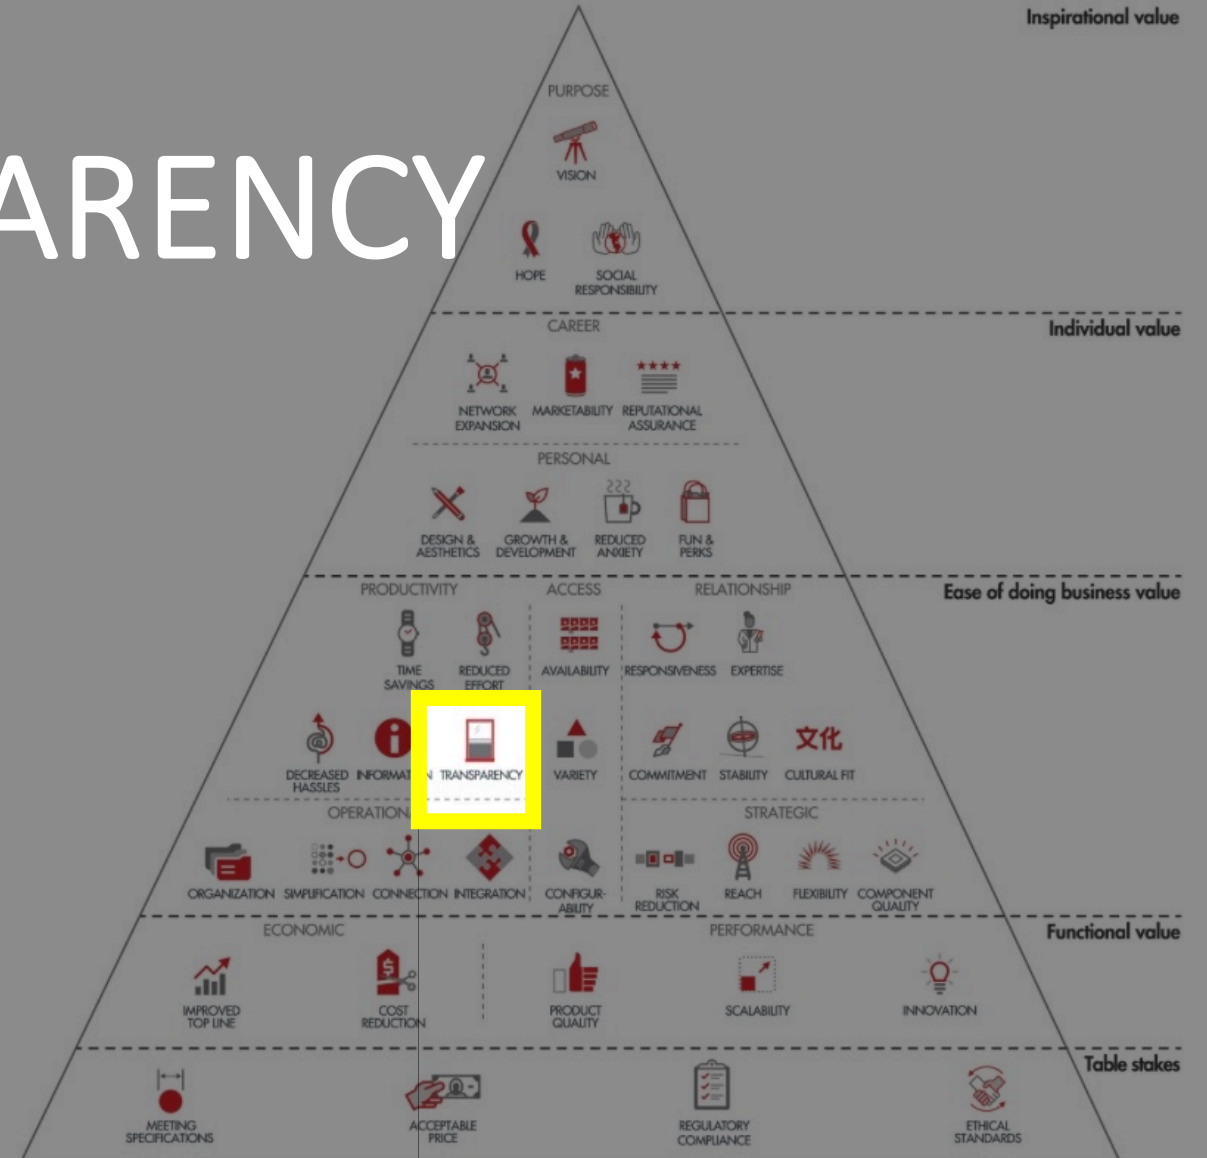 Inspirational value
PURPOSE
VISION
ARENCY
HOPE
SOCIAL
RESPONSIBILITY
Individual value
CAREER
NETWORK
EXPANSION
MARKETABILITY
REPUTATIONAL
ASSURANCE
PERSONAL
DESIGN &
AESTHETICS
GROWTH &
DEVELOPMENT
REDUCED
ANXIETY
FUN &
PERKS
Ease of doing business value
PRODUCTIVITY
ACCESS
RELATIONSHIP
TIME
SAVINGS
REDUCED
EFFORT
AVAILABILITY
RESPONSIVENESS
EXPERTISE
DECREASED
HASSLES
INFORMAT N
TRANSPARENCY
VARIETY
COMMITMENT
STABILITY
文化
CULTURAL FIT
OPERATION
STRATEGIC
ORGANIZATION
SIMPLIFICATION
CONNECTION
INTEGRATION
CONFIGUR-
ABILITY
RISK
REDUCTION
REACH
FLEXIBILITY
COMPONENT
QUALITY
Functional value
ECONOMIC
PERFORMANCE
IMPROVED
TOP LINE
$
COST
REDUCTION
PRODUCT
QUALITY
SCALABILITY
INNOVATION
Table stakes
MEETING
SPECIFICATIONS
ACCEPTABLE
PRICE
REGULATORY
COMPLIANCE
ETHICAL
STANDARDS